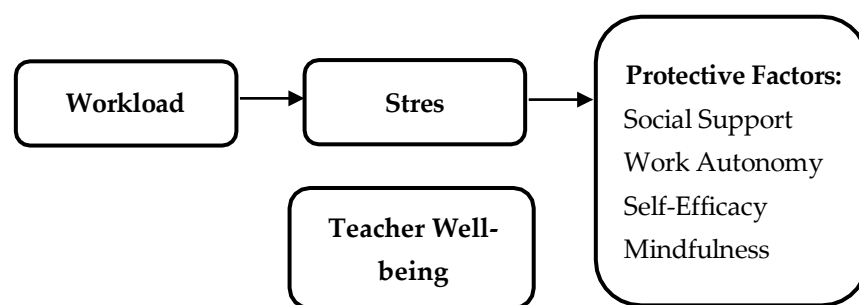 Workload
Stres
Protective Factors:
Social Support
Work Autonomy
Self-Efficacy
Mindfulness
Teacher Well-
being